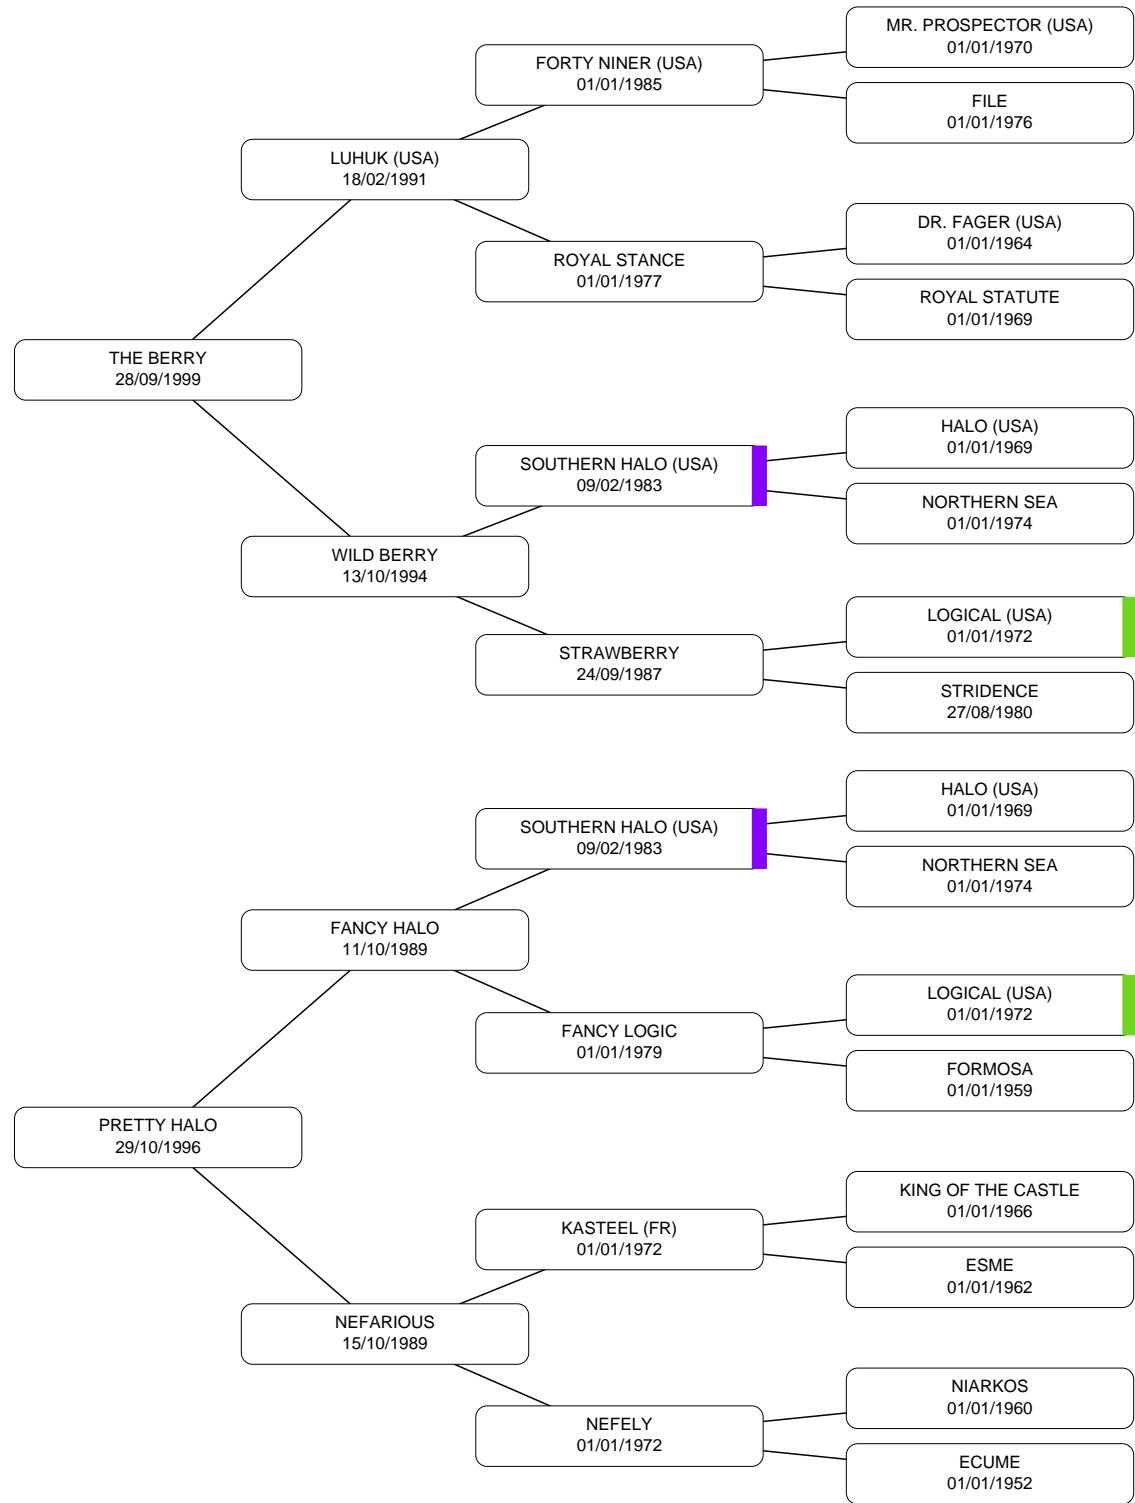 MR. PROSPECTOR (USA)
01/01/1970
FORTY NINER (USA)
01/01/1985
FILE
01/01/1976
LUHUK (USA)
18/02/1991
DR. FAGER (USA)
01/01/1964
ROYAL STANCE
01/01/1977
ROYAL STATUTE
01/01/1969
THE BERRY
28/09/1999
HALO (USA)
01/01/1969
SOUTHERN HALO (USA)
09/02/1983
NORTHERN SEA
01/01/1974
WILD BERRY
13/10/1994
LOGICAL (USA)
01/01/1972
STRAWBERRY
24/09/1987
STRIDENCE
27/08/1980
HALO (USA)
01/01/1969
SOUTHERN HALO (USA)
09/02/1983
NORTHERN SEA
01/01/1974
FANCY HALO
11/10/1989
LOGICAL (USA)
01/01/1972
FANCY LOGIC
01/01/1979
FORMOSA
01/01/1959
PRETTY HALO
29/10/1996
KING OF THE CASTLE
01/01/1966
KASTEEL (FR)
01/01/1972
ESME
01/01/1962
NEFARIOUS
15/10/1989
NIARKOS
01/01/1960
NEFELY
01/01/1972
ECUME
01/01/1952